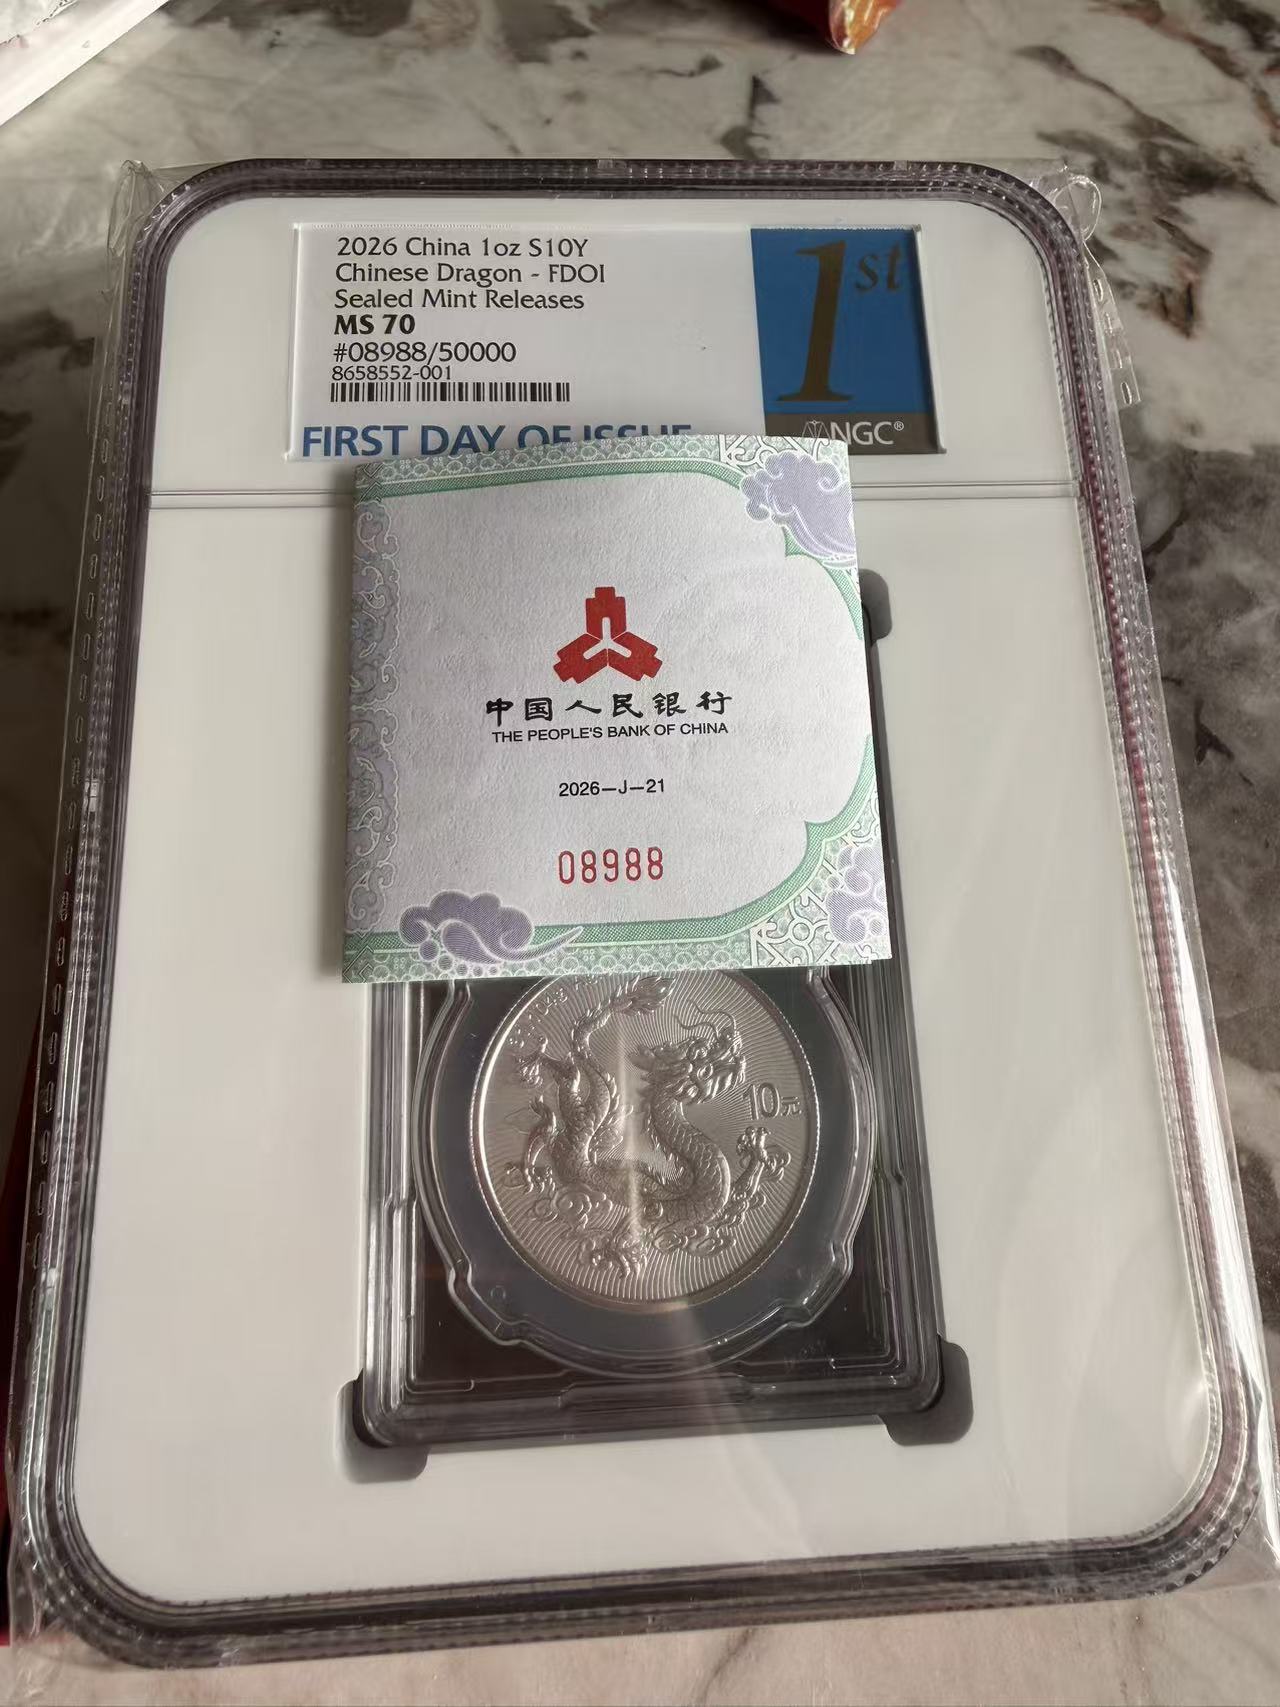 2026 China 1oz S10Y
Chinese Dragon - FDOI
Sealed Mint Releases
MS 70
#08988/50000
8658552-001
1st
NGC®
FIRST DAY OF ISSUE
中国人民银行
THE PEOPLE'S BANK OF CHINA
2026—J—21
08988
10元